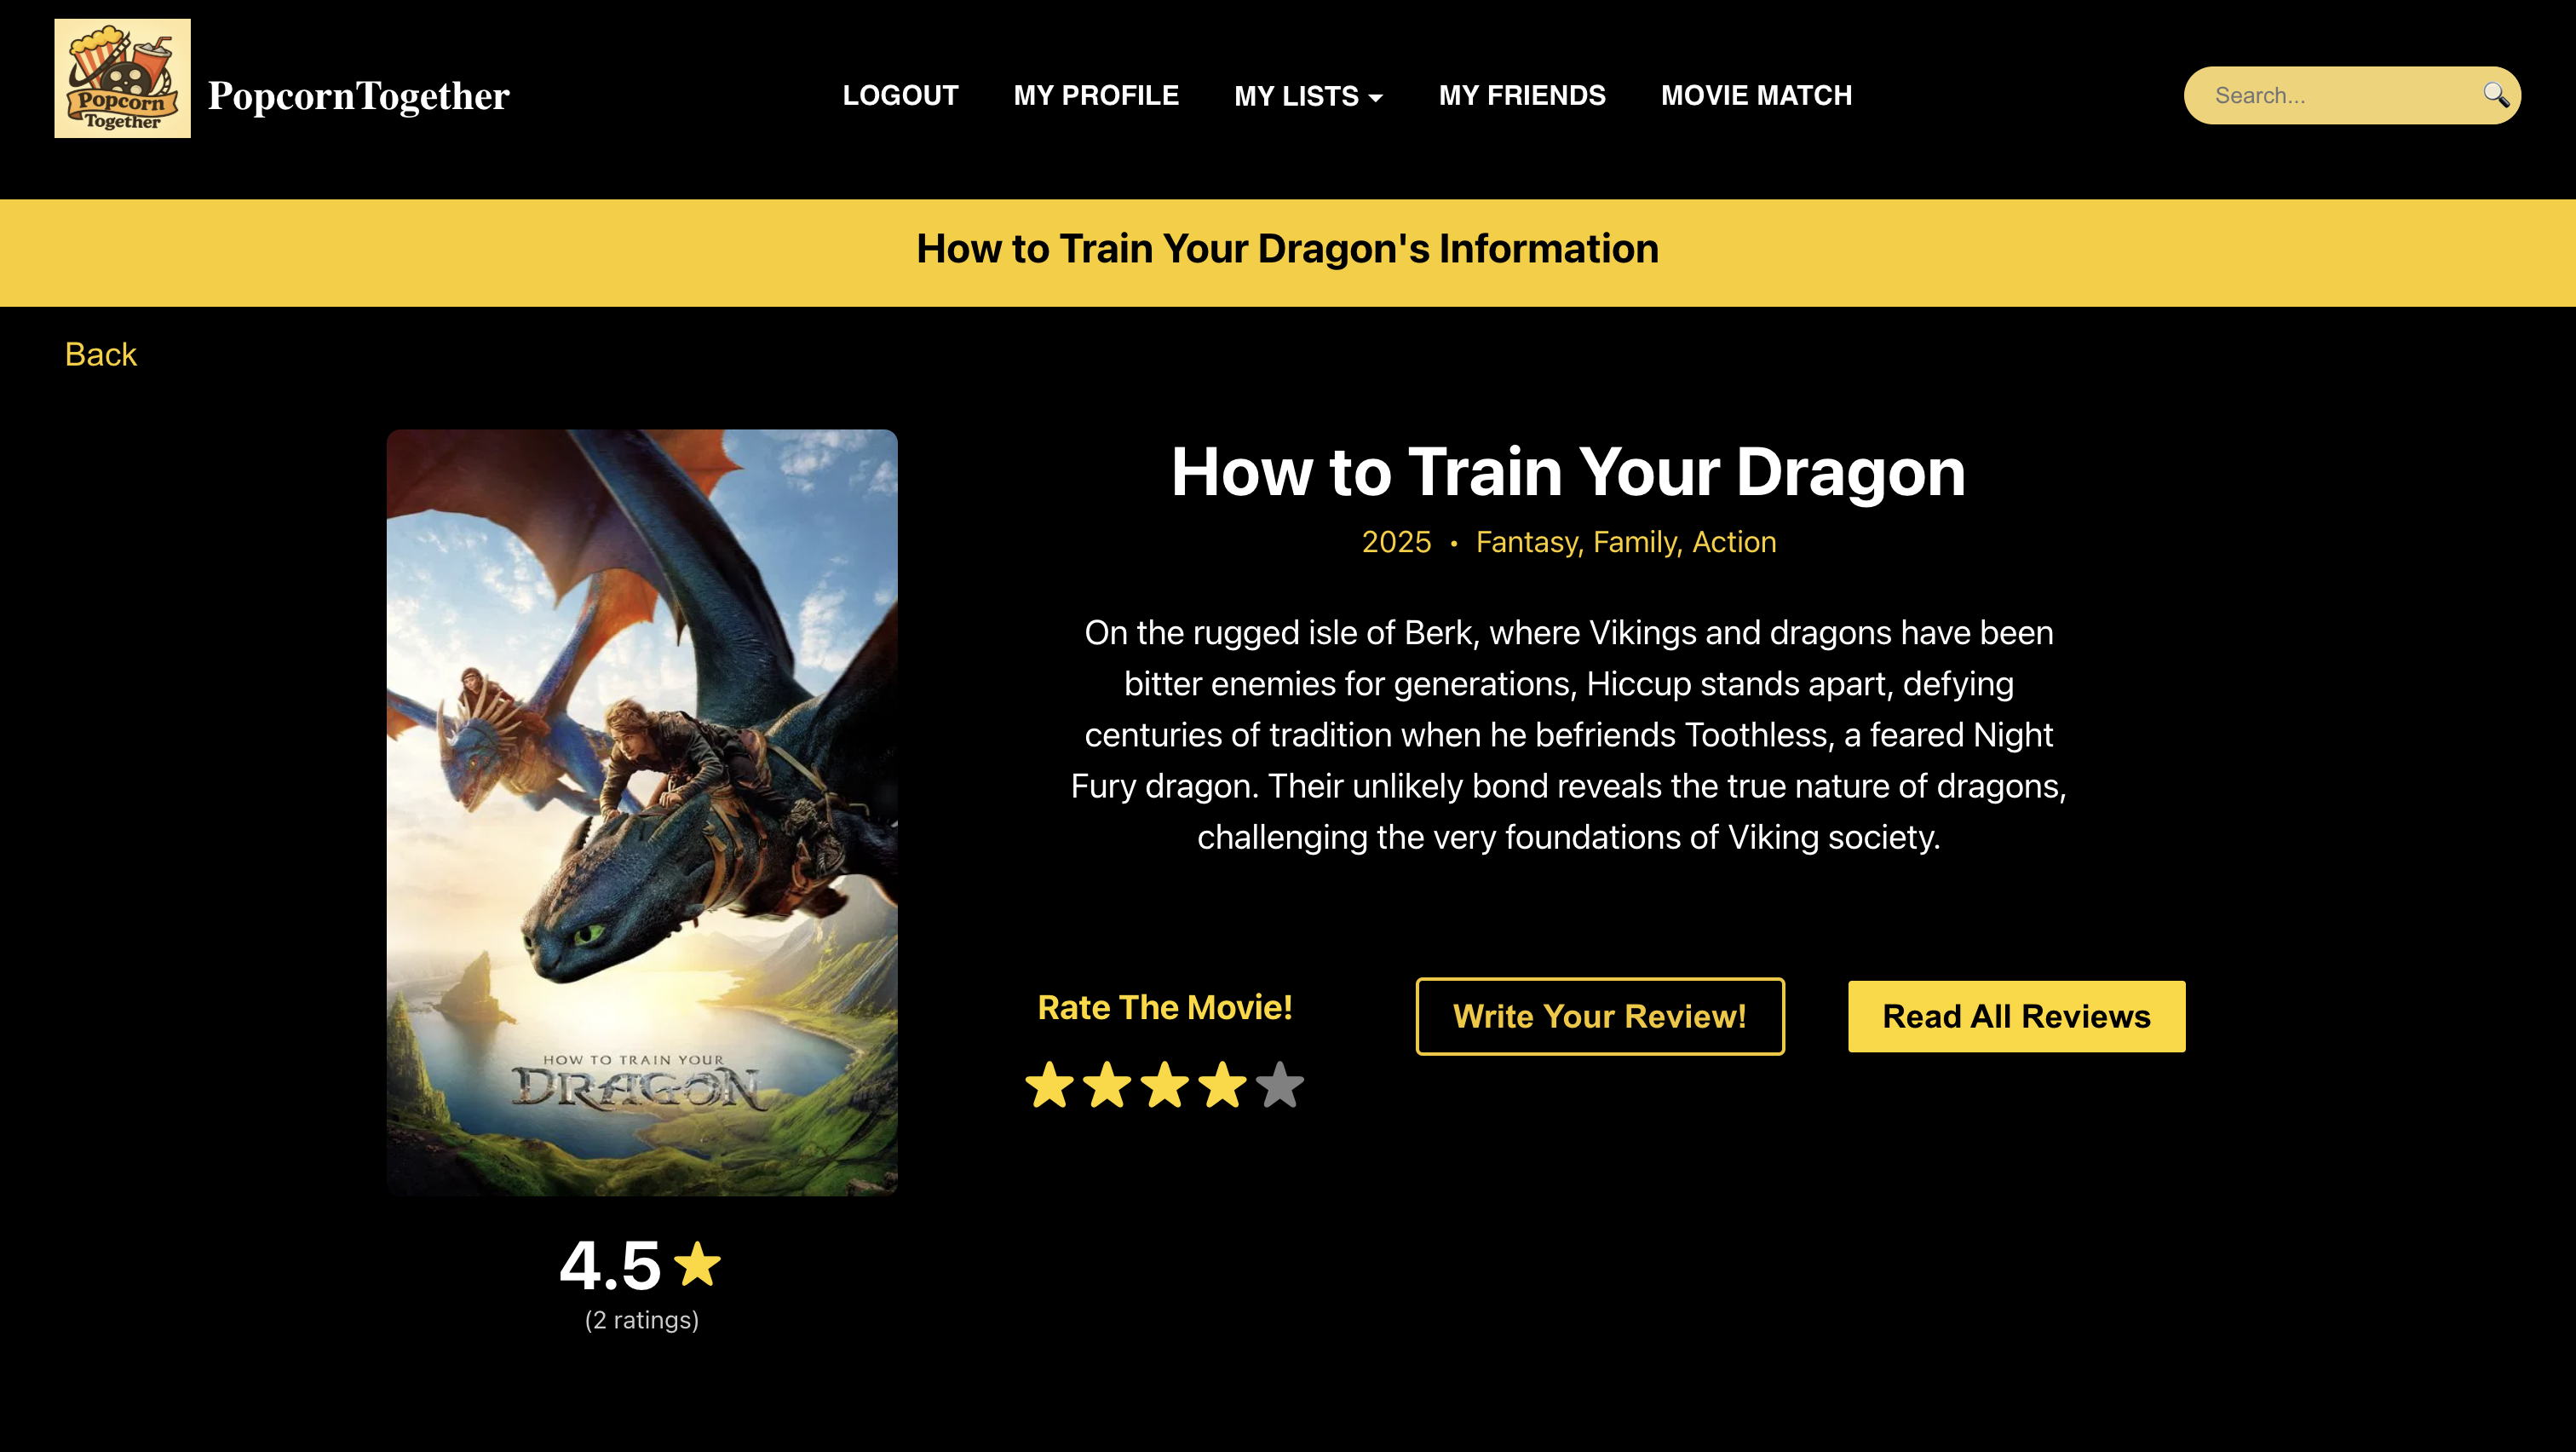 Popcorn
Together
PopcornTogether
LOGOUT
MY PROFILE
MY LISTS
MY FRIENDS
MOVIE MATCH
Search...
How to Train Your Dragon's Information
Back
How to Train Your Dragon
2025 • Fantasy, Family, Action
On the rugged isle of Berk, where Vikings and dragons have been
bitter enemies for generations, Hiccup stands apart, defying
centuries of tradition when he befriends Toothless, a feared Night
Fury dragon. Their unlikely bond reveals the true nature of dragons,
challenging the very foundations of Viking society.
Rate The Movie!
Write Your Review!
Read All Reviews
HOW TO TRAIN YOUR
DRAGON
4.5
(2 ratings)